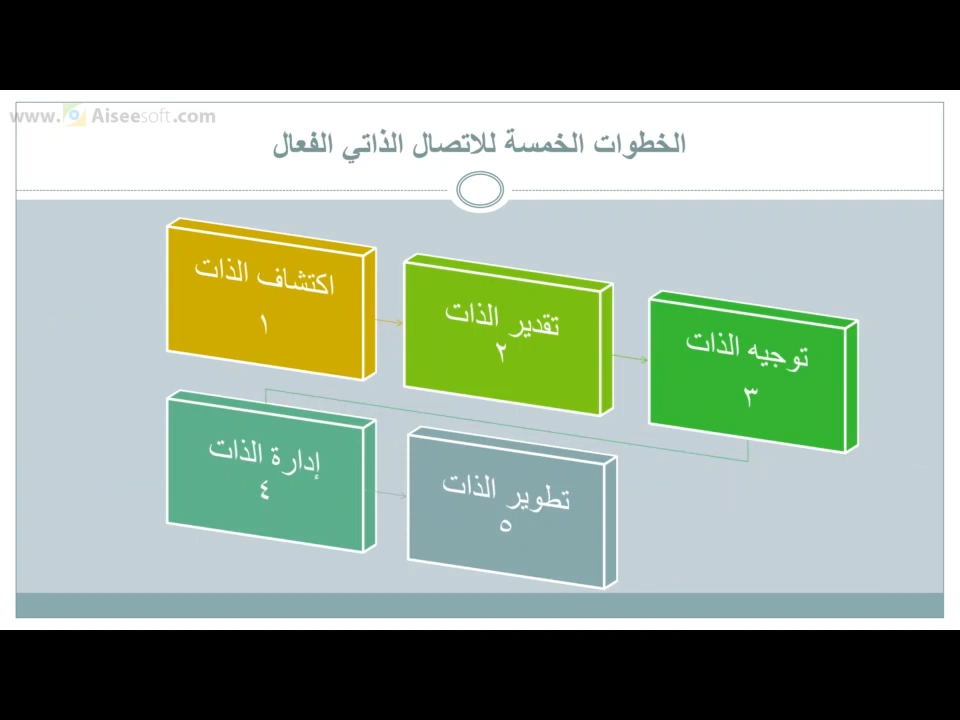 www.Aiseesoft.com
الخطوات الخمسة للاتصال الذاتي الفعال
اكتشاف الذات
١
تقدير الذات
٢
توجيه الذات
٣
إدارة الذات
٤
تطوير الذات
٥